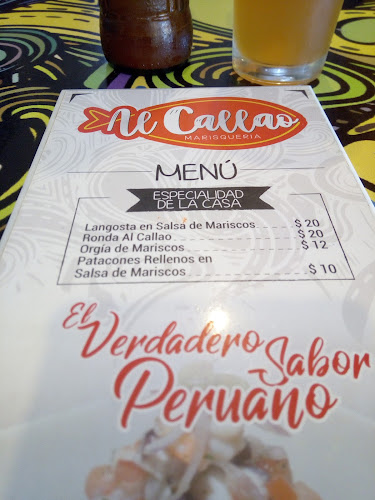 Al Callao
MARISQUERIA
MENÚ
ESPECIALIDAD
DE LA CASA
Langosta en Salsa de Mariscos $ 20
Ronda Al Callao $ 20
Orgía de Mariscos $ 12
Patacones Rellenos en
Salsa de Mariscos $ 10
El
Verdadero
Sabor
Peruano